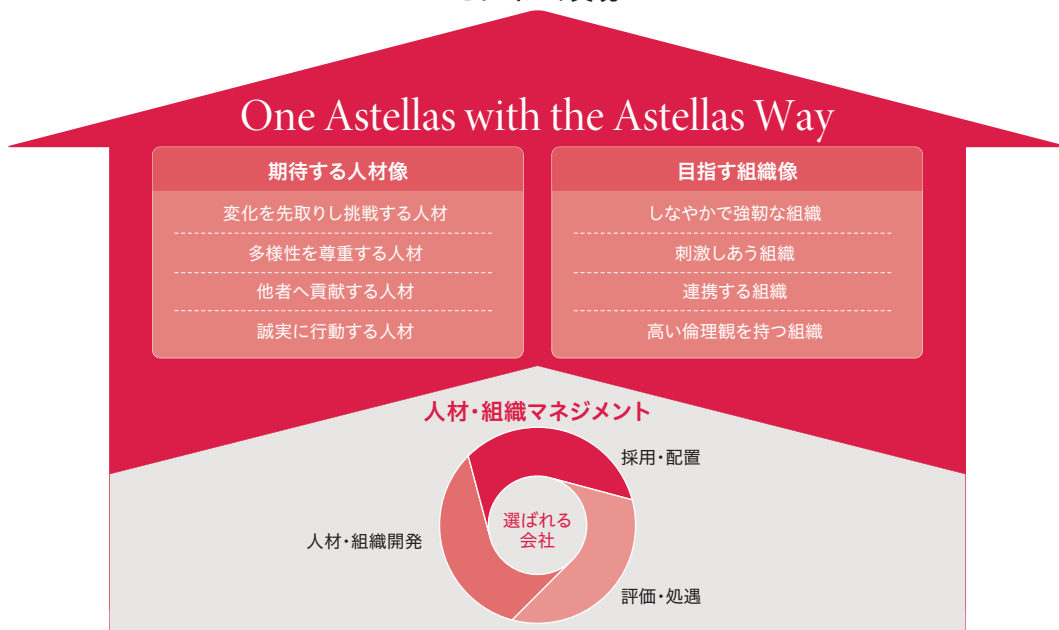 One Astellas with the Astellas Way
期待する人材像
変化を先取りし挑戦する人材
多様性を尊重する人材
他者へ貢献する人材
誠実に行動する人材
目指す組織像
しなやかで強靭な組織
刺激しあう組織
連携する組織
高い倫理観を持つ組織
人材・組織マネジメント
採用・配置
選ばれる
会社
人材・組織開発
評価・処遇